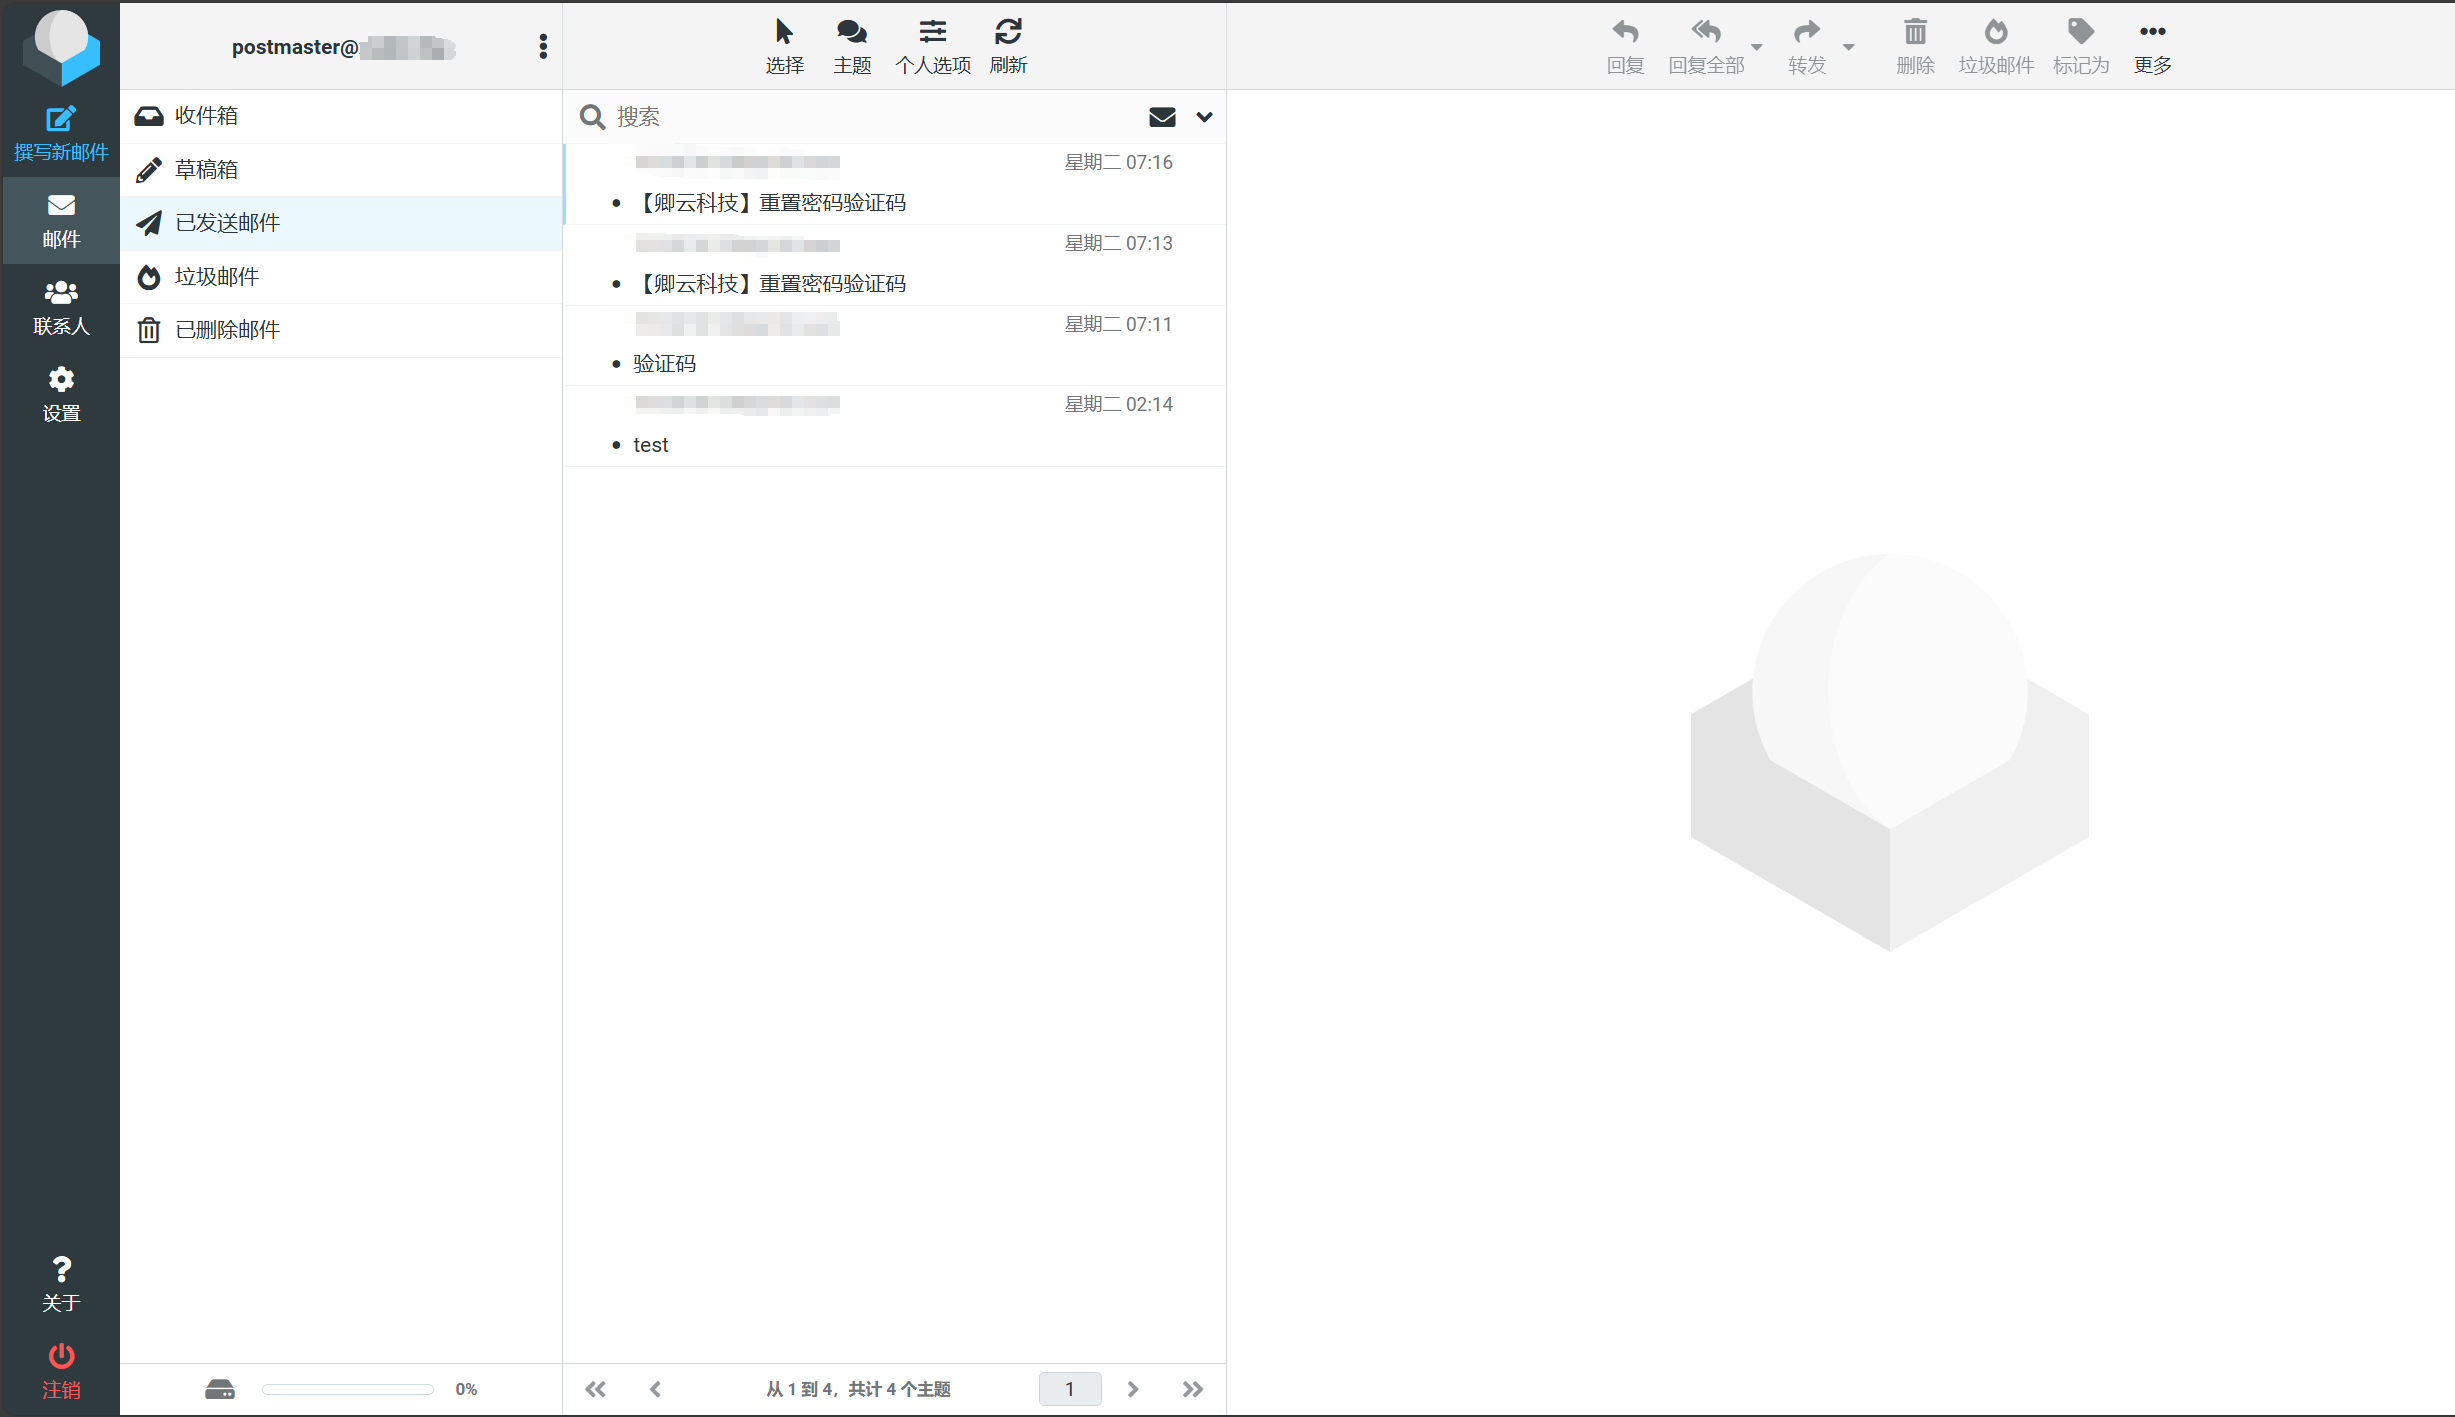 撰写新邮件
邮件
联系人
设置
关于
注销
postmaster@
收件箱
草稿箱
已发送邮件
垃圾邮件
已删除邮件
0%
选择 主题 个人选项 刷新
搜索
星期二 07:16
• 【卿云科技】重置密码验证码
星期二 07:13
• 【卿云科技】重置密码验证码
星期二 07:11
• 验证码
星期二 02:14
• test
从 1 到 4，共计 4 个主题
1
回复 回复全部 转发 删除 垃圾邮件 标记为 更多